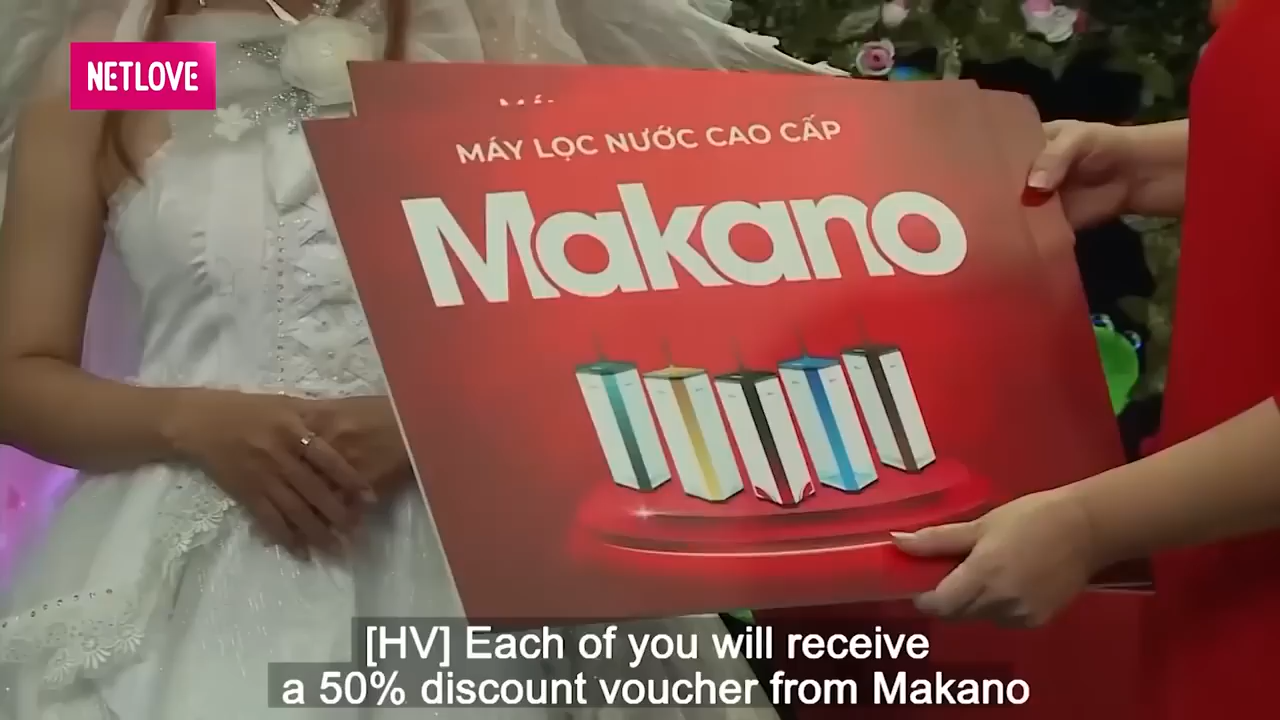 NETLOVE
MÁY LỌC NƯỚC CAO CẤP
Makano
[HV] Each of you will receive
a 50% discount voucher from Makano